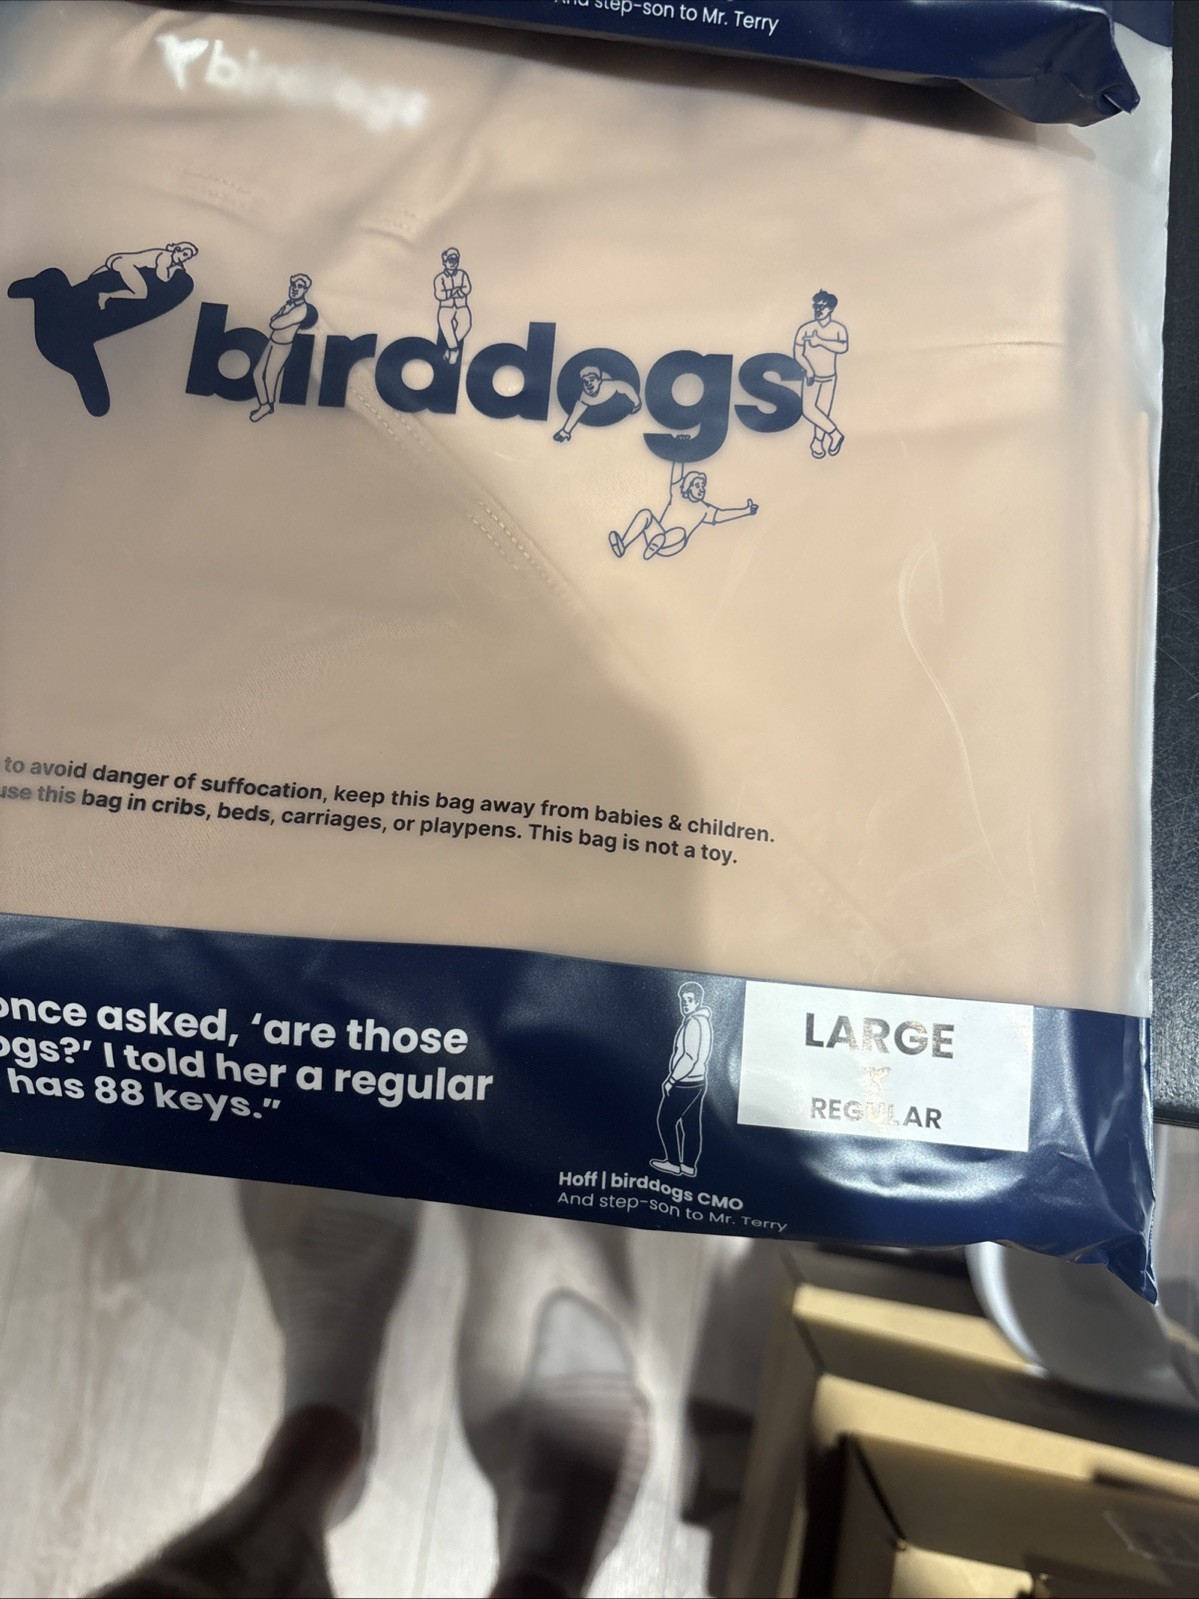 And step-son to Mr. Terry
birddogs
birddogs
to avoid danger of suffocation, keep this bag away from babies & children.
use this bag in cribs, beds, carriages, or playpens. This bag is not a toy.
once asked, ‘are those
ogs?’ I told her a regular
has 88 keys.”
LARGE
REGULAR
Hoff | birddogs CMO
And step-son to Mr. Terry